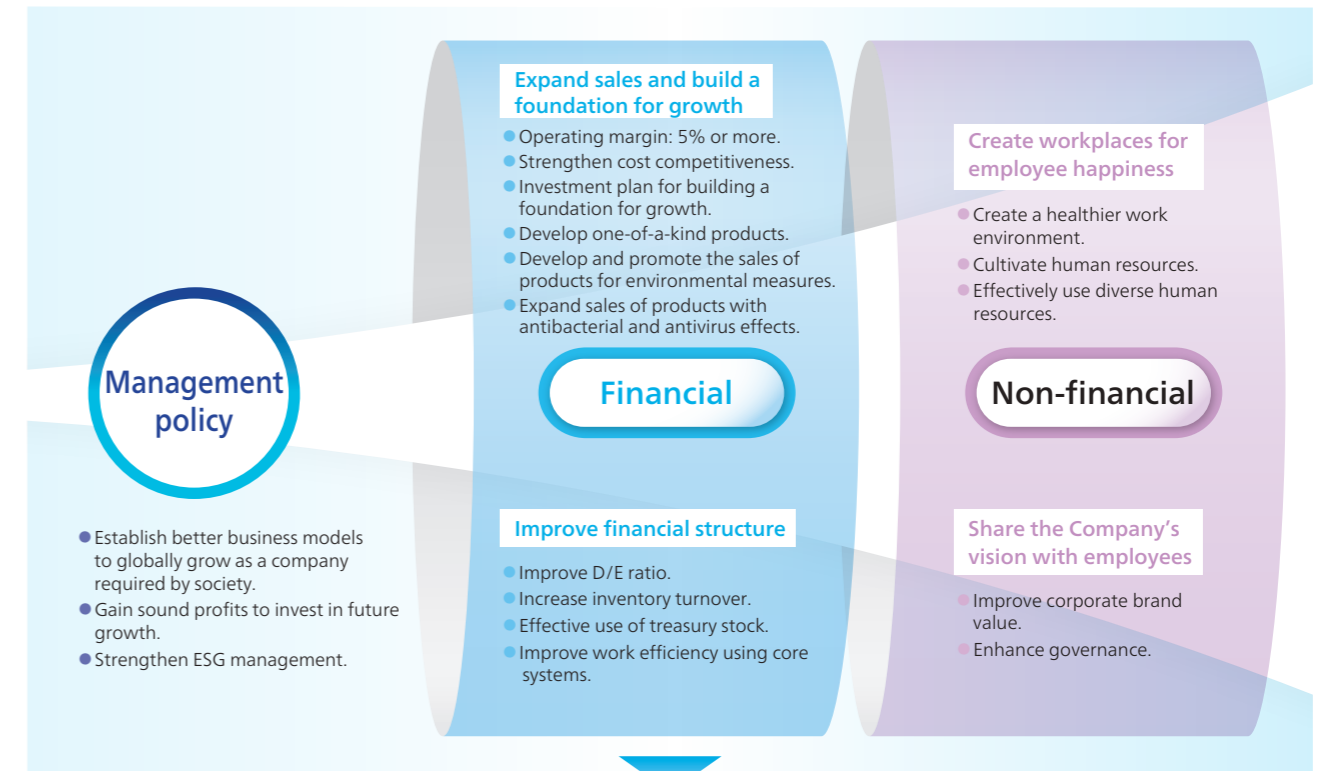 Management
policy
● Establish better business models
to globally grow as a company
required by society.
● Gain sound profits to invest in future
growth.
● Strengthen ESG management.
Expand sales and build a
foundation for growth
● Operating margin: 5% or more.
● Strengthen cost competitiveness.
● Investment plan for building a
foundation for growth.
● Develop one-of-a-kind products.
● Develop and promote the sales of
products for environmental measures.
● Expand sales of products with
antibacterial and antivirus effects.
Financial
Improve financial structure
● Improve D/E ratio.
● Increase inventory turnover.
● Effective use of treasury stock.
● Improve work efficiency using core
systems.
Create workplaces for
employee happiness
● Create a healthier work
environment.
● Cultivate human resources.
● Effectively use diverse human
resources.
Non-financial
Share the Company's
vision with employees
● Improve corporate brand
value.
● Enhance governance.